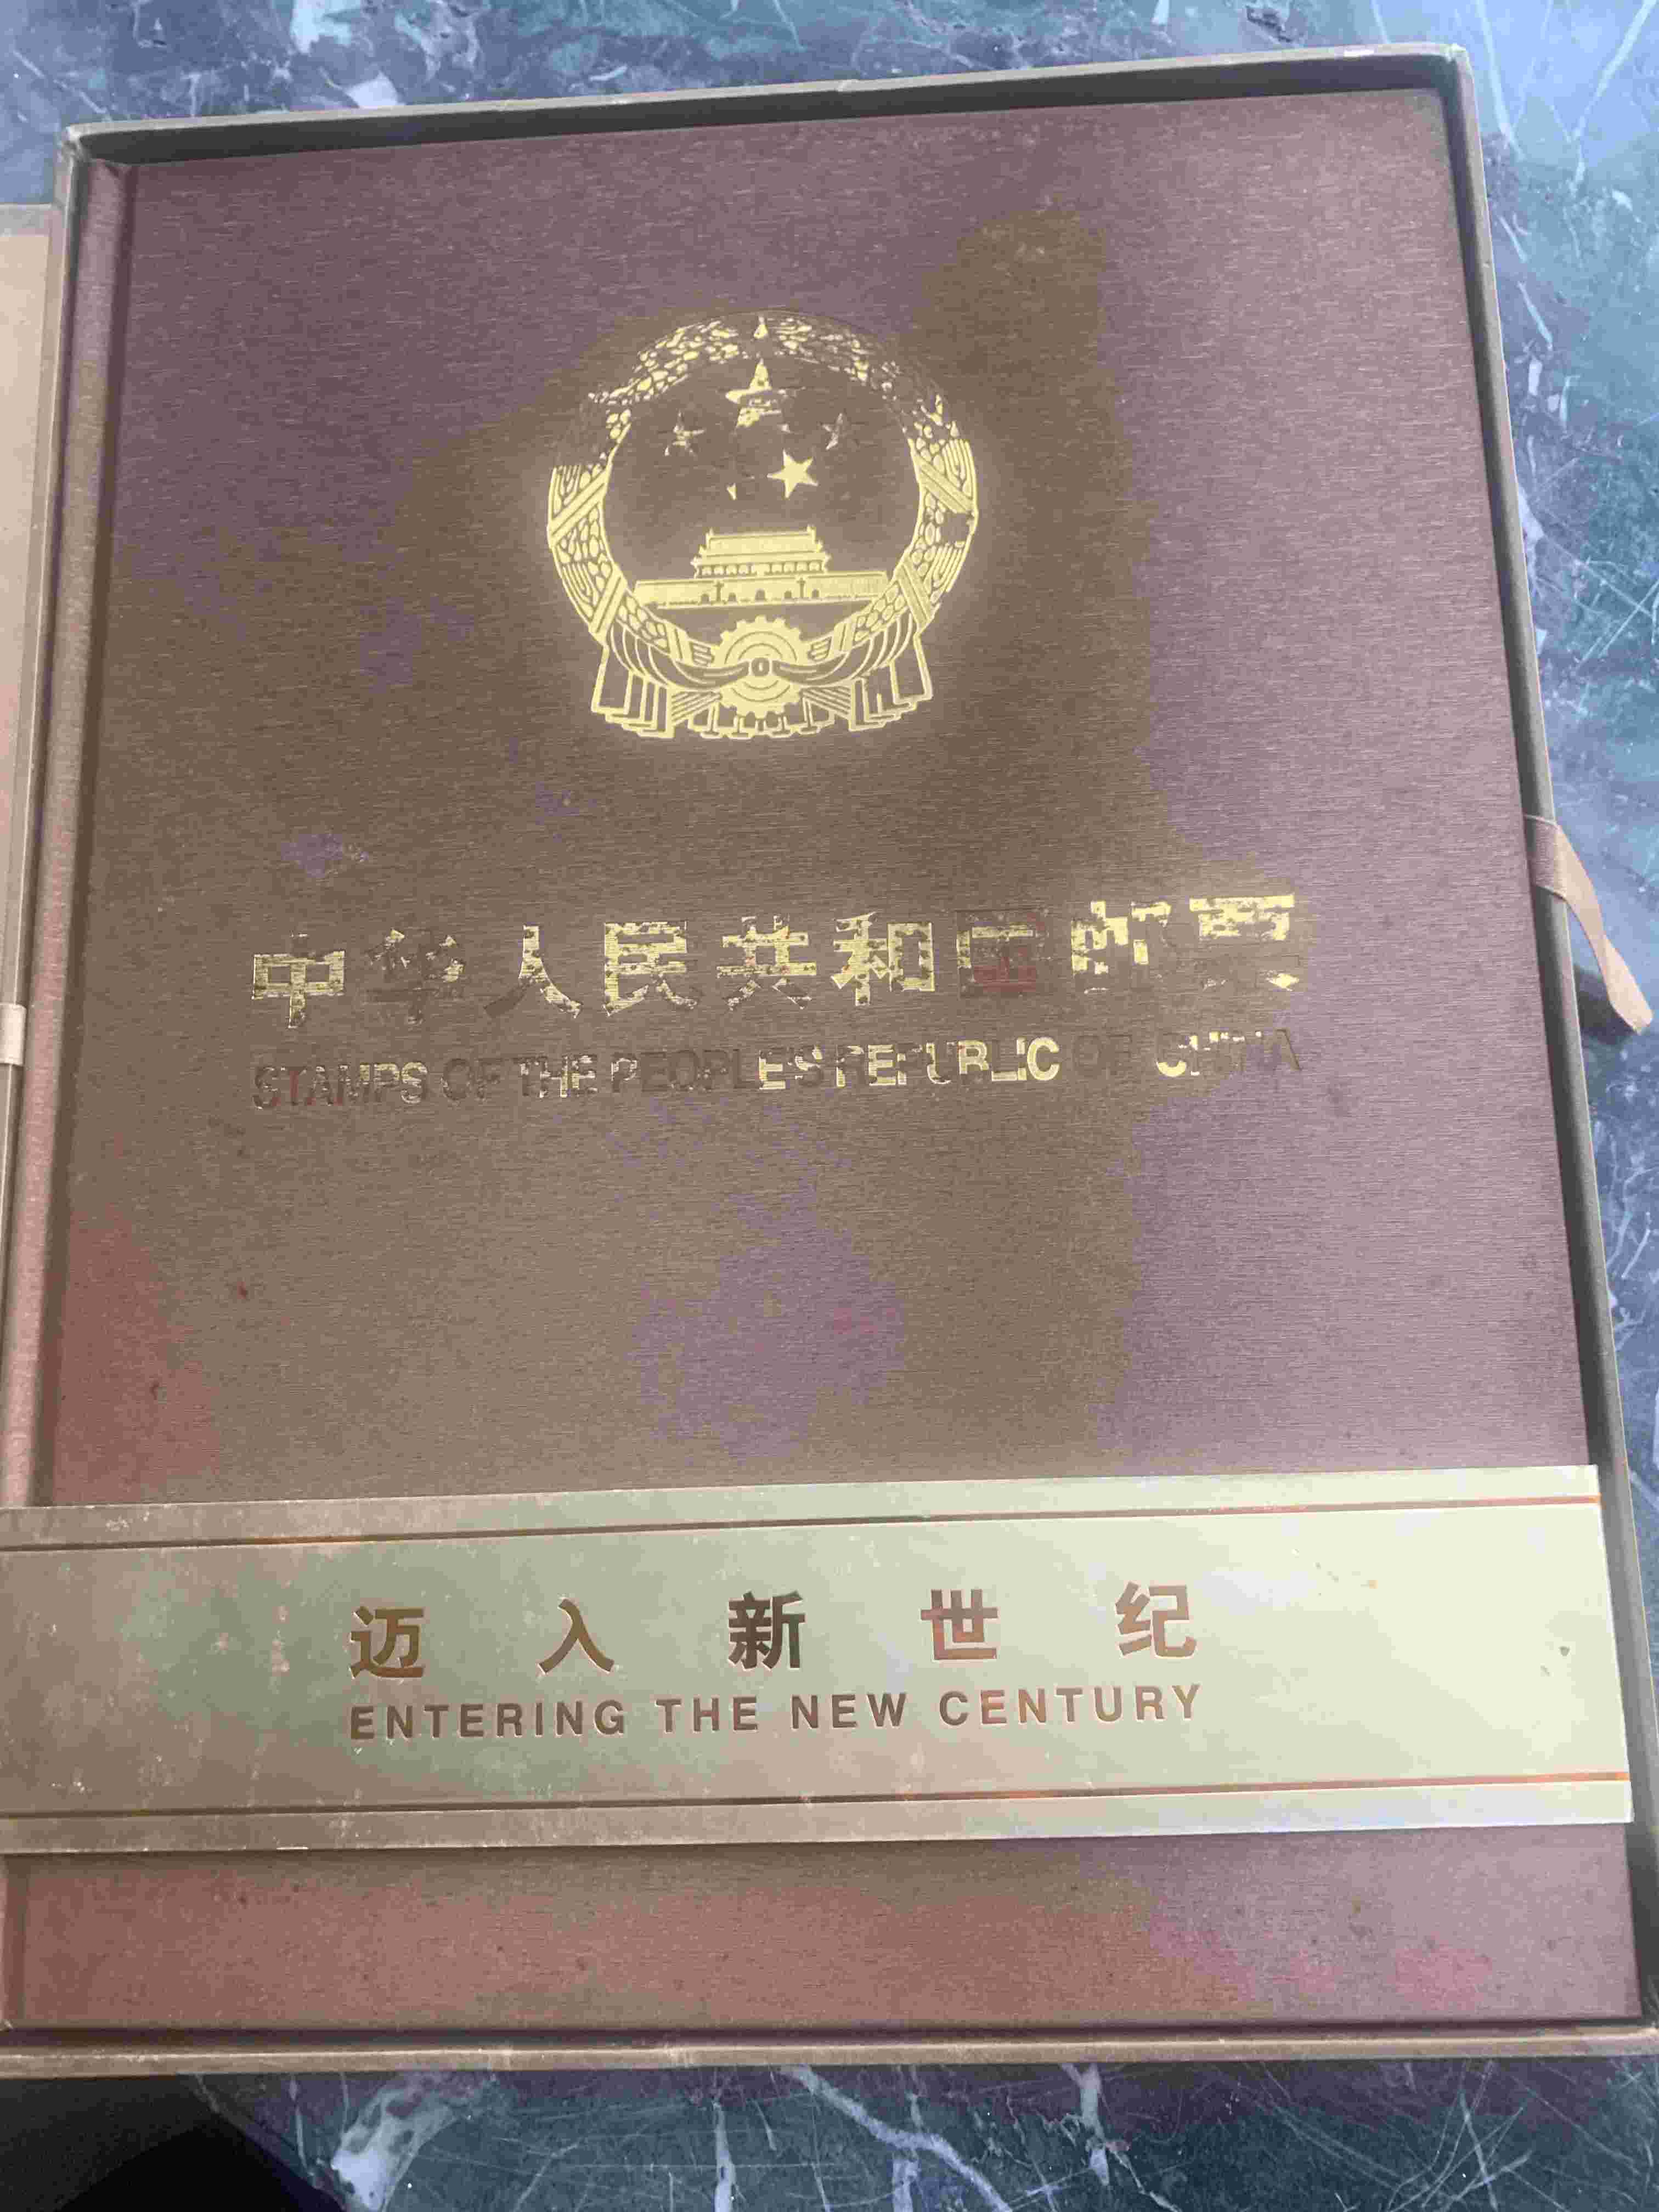 中华人民共和国邮票
STAMPS OF THE PEOPLE'S REPUBLIC OF CHINA
迈入新世纪
ENTERING THE NEW CENTURY